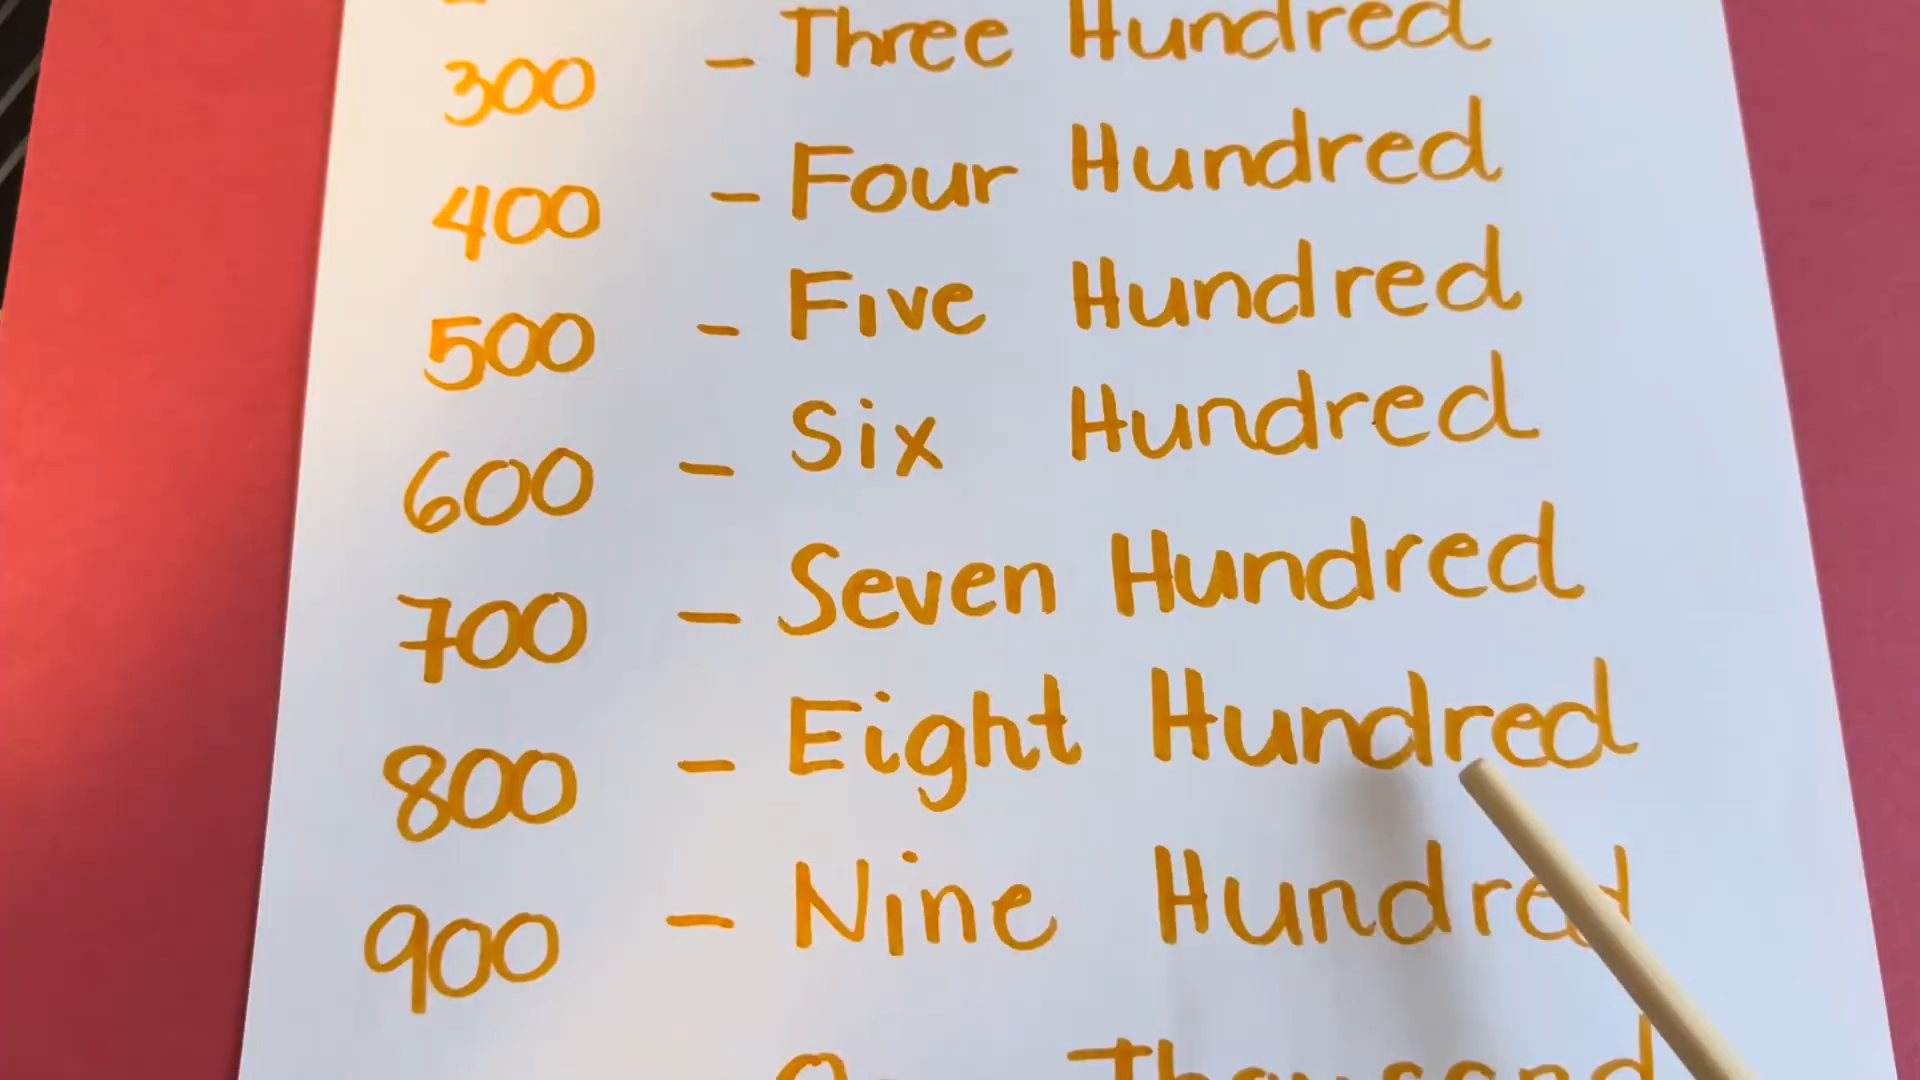 300 - Three Hundred
400 - Four Hundred
500 - Five Hundred
600 - Six Hundred
700 - Seven Hundred
800 - Eight Hundred
900 - Nine Hundred
Thousand